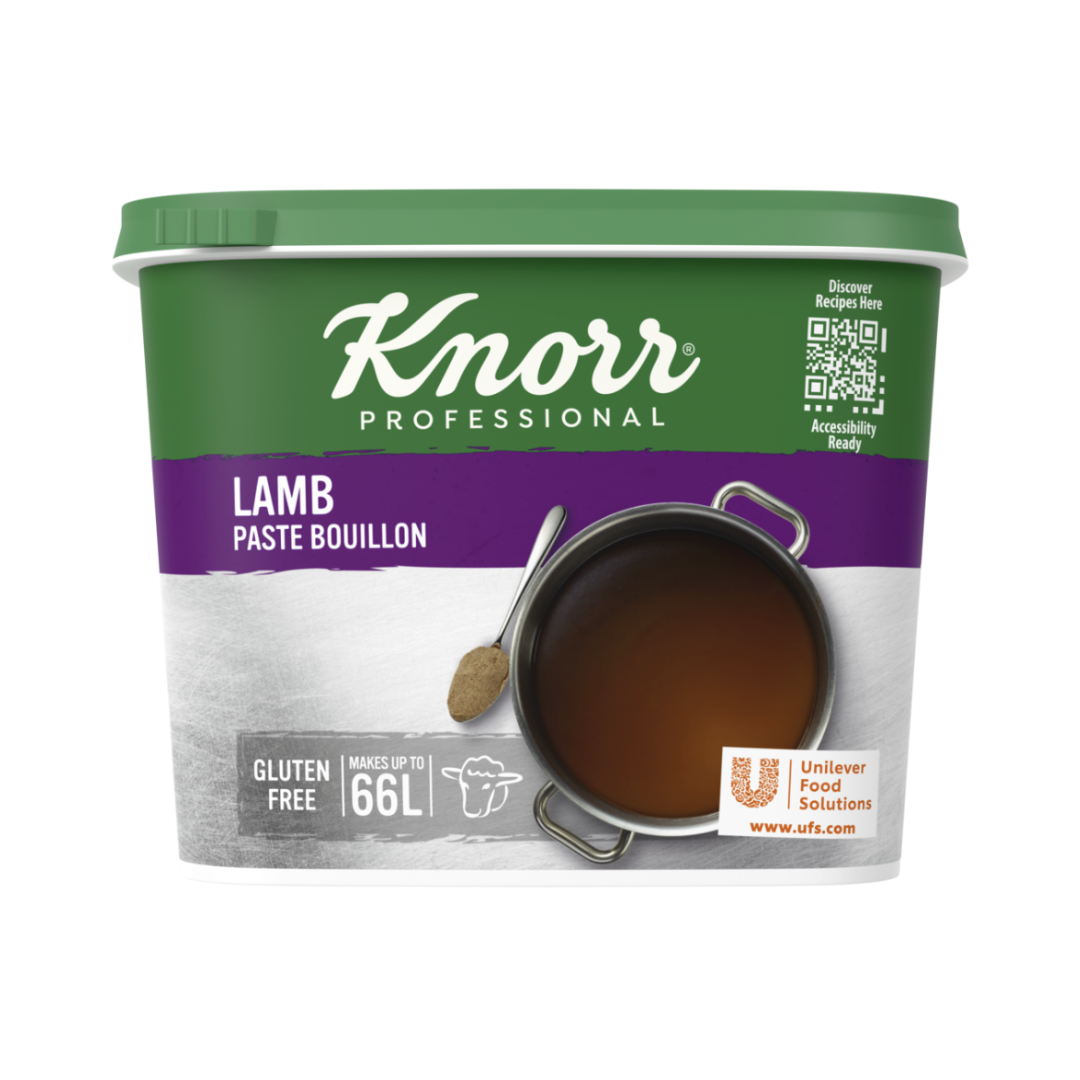 Knorr®
PROFESSIONAL
Discover
Recipes Here
Accessibility
Ready
LAMB
PASTE BOUILLON
GLUTEN
FREE
MAKES UP TO
66L
Unilever
Food
Solutions
www.ufs.com